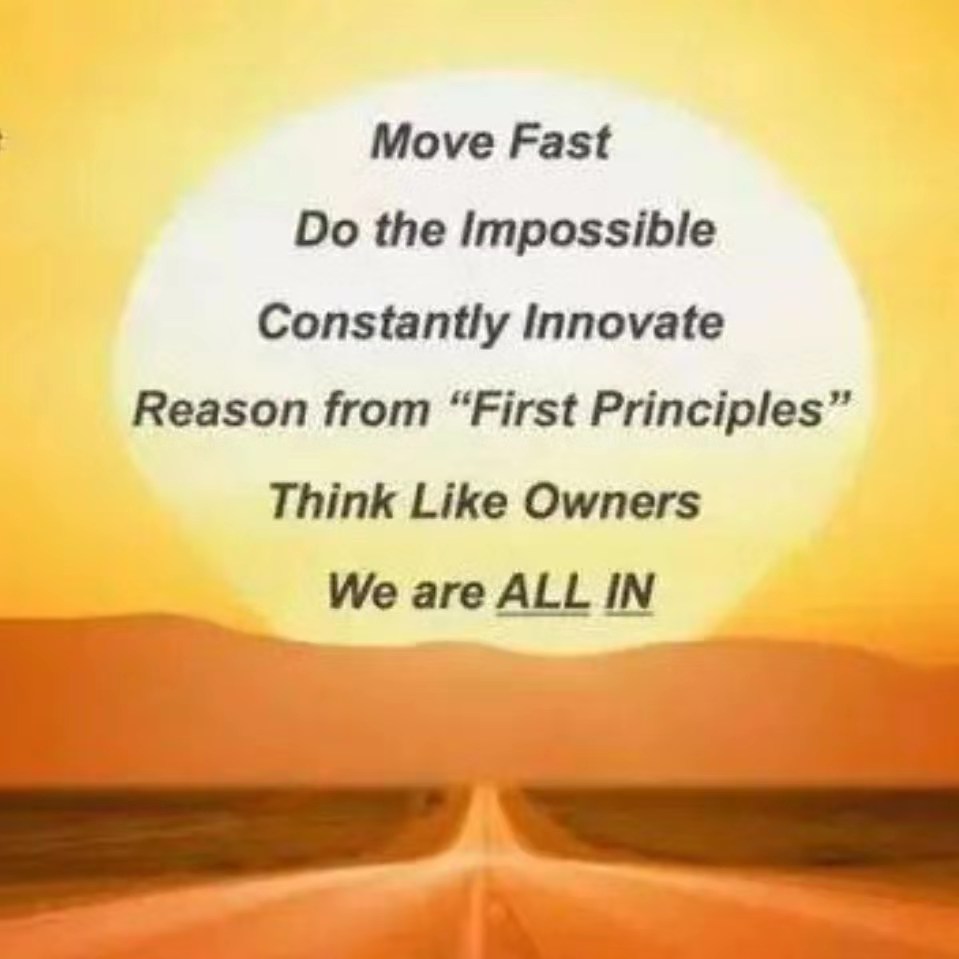 Move Fast
Do the Impossible
Constantly Innovate
Reason from “First Principles”
Think Like Owners
We are ALL IN